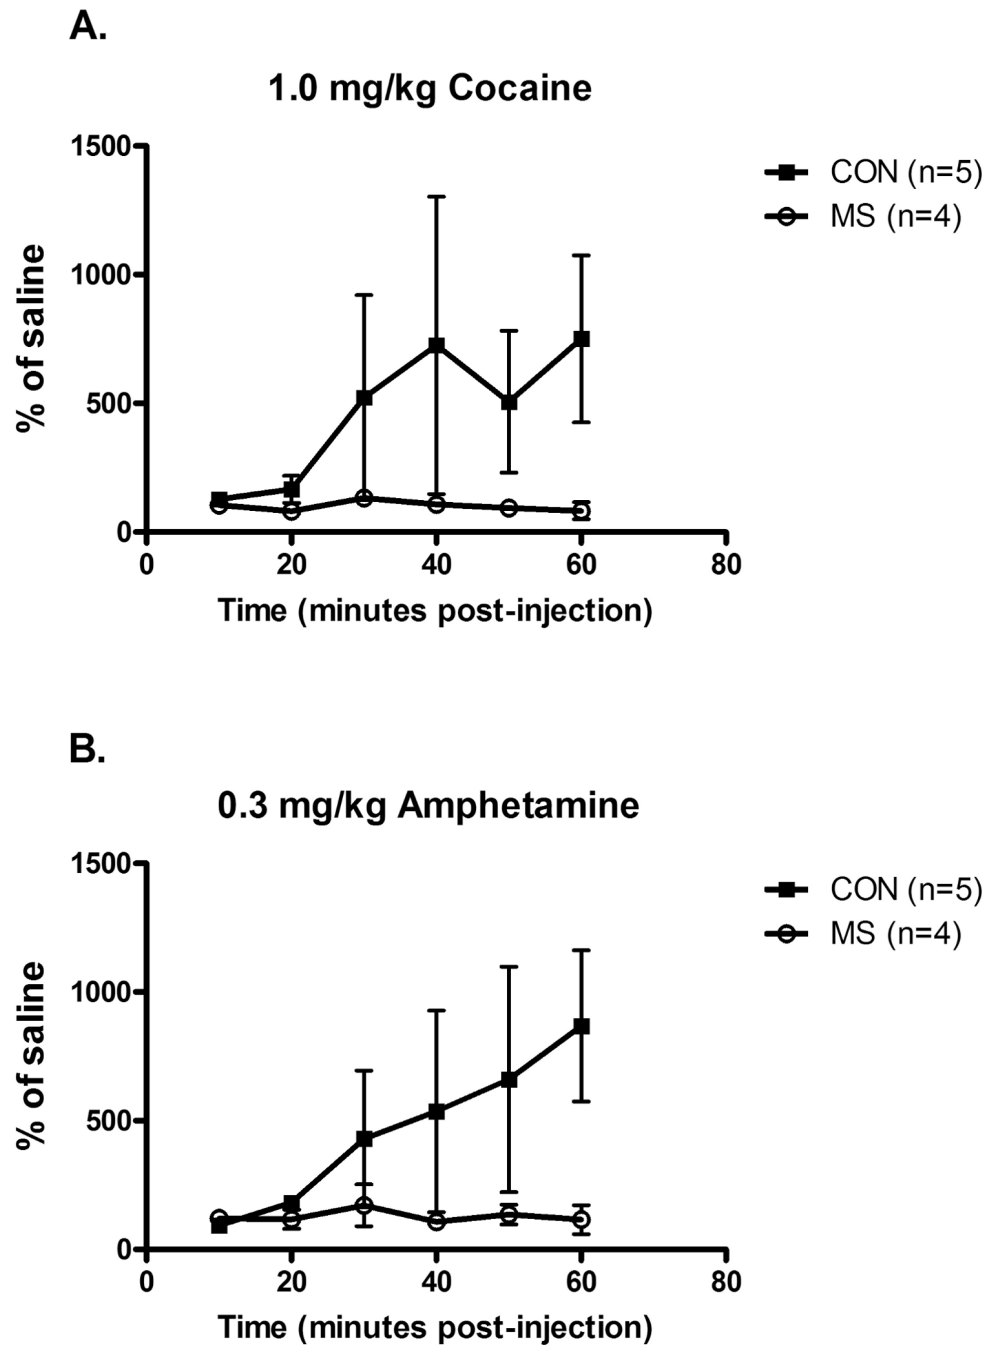 A.
1.0 mg/kg Cocaine
1500
1000
500
0
% of saline
0 20 40 60 80
Time (minutes post-injection)
CON (n=5)
MS (n=4)
B.
0.3 mg/kg Amphetamine
1500
1000
500
0
% of saline
0 20 40 60 80
Time (minutes post-injection)
CON (n=5)
MS (n=4)